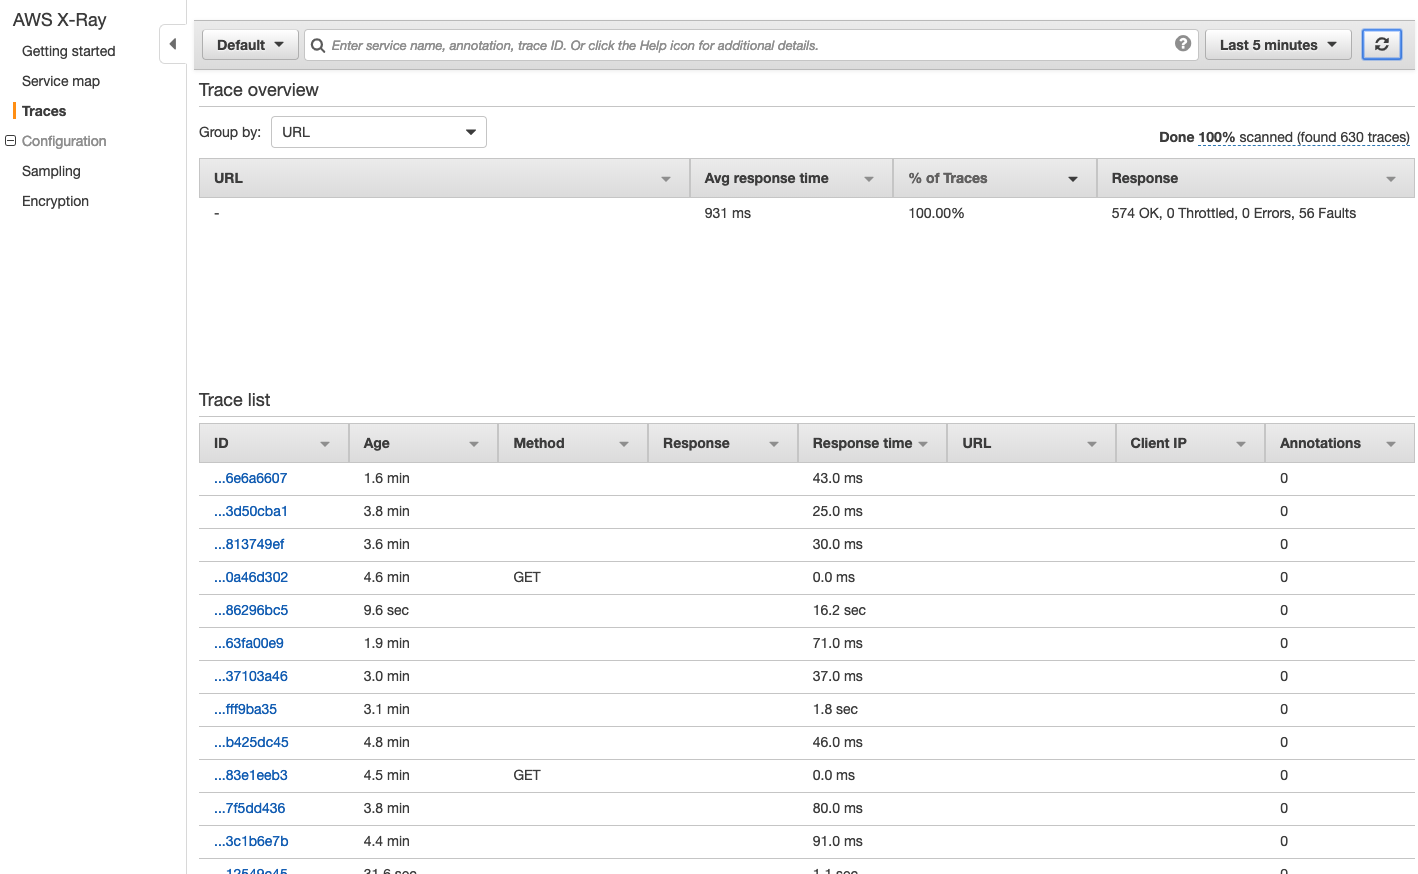 AWS X-Ray
Getting started
Service map
Traces
Configuration
Sampling
Encryption
Default Enter service name, annotation, trace ID. Or click the Help icon for additional details. ? Last 5 minutes
Trace overview
Group by: URL
Done 100% scanned (found 630 traces)
URL Avg response time % of Traces Response
- 931 ms 100.00% 574 OK, 0 Throttled, 0 Errors, 56 Faults
Trace list
ID Age Method Response Response time URL Client IP Annotations
...6e6a6607 1.6 min 43.0 ms 0
...3d50cba1 3.8 min 25.0 ms 0
...813749ef 3.6 min 30.0 ms 0
...0a46d302 4.6 min GET 0.0 ms 0
...86296bc5 9.6 sec 16.2 sec 0
...63fa00e9 1.9 min 71.0 ms 0
...37103a46 3.0 min 37.0 ms 0
...fff9ba35 3.1 min 1.8 sec 0
...b425dc45 4.8 min 46.0 ms 0
...83e1eeb3 4.5 min GET 0.0 ms 0
...7f5dd436 3.8 min 80.0 ms 0
...3c1b6e7b 4.4 min 91.0 ms 0
31.6 sec 1.1 sec 0